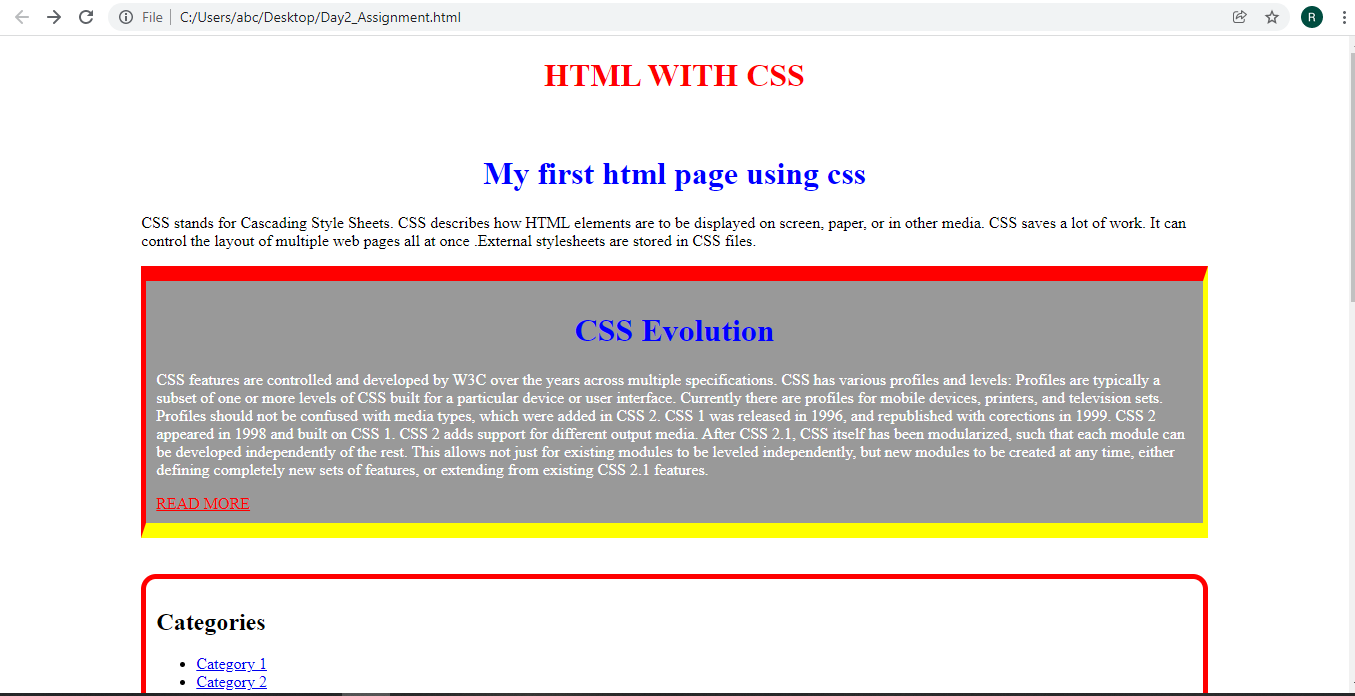 File
C:/Users/abc/Desktop/Day2_Assignment.html
R
HTML WITH CSS
My first html page using css
CSS stands for Cascading Style Sheets. CSS describes how HTML elements are to be displayed on screen, paper, or in other media. CSS saves a lot of work. It can
control the layout of multiple web pages all at once .External stylesheets are stored in CSS files.
CSS Evolution
CSS features are controlled and developed by W3C over the years across multiple specifications. CSS has various profiles and levels: Profiles are typically a
subset of one or more levels of CSS built for a particular device or user interface. Currently there are profiles for mobile devices, printers, and television sets.
Profiles should not be confused with media types, which were added in CSS 2. CSS 1 was released in 1996, and republished with corections in 1999. CSS 2
appeared in 1998 and built on CSS 1. CSS 2 adds support for different output media. After CSS 2.1, CSS itself has been modularized, such that each module can
be developed independently of the rest. This allows not just for existing modules to be leveled independently, but new modules to be created at any time, either
defining completely new sets of features, or extending from existing CSS 2.1 features.
READ MORE
Categories
Category 1
Category 2